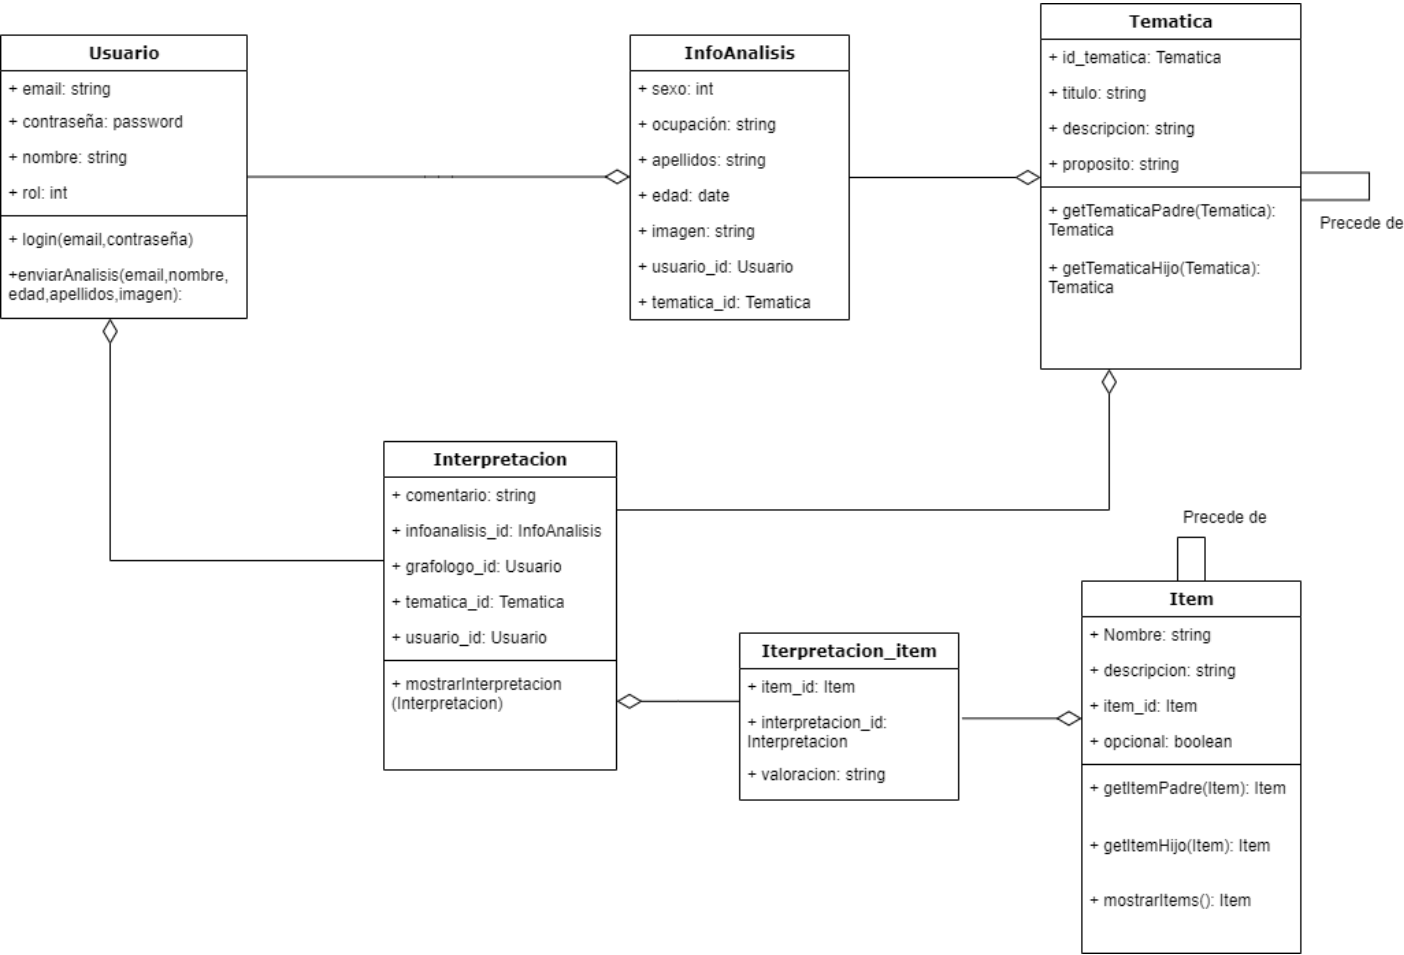 Usuario
+ email: string
+ contraseña: password
+ nombre: string
+ rol: int
+ login(email,contraseña)
+enviarAnalisis(email,nombre,
edad,apellidos,imagen):
InfoAnalisis
+ sexo: int
+ ocupación: string
+ apellidos: string
+ edad: date
+ imagen: string
+ usuario_id: Usuario
+ tematica_id: Tematica
Tematica
+ id_tematica: Tematica
+ titulo: string
+ descripcion: string
+ proposito: string
+ getTematicaPadre(Tematica):
Tematica
+ getTematicaHijo(Tematica):
Tematica
Precede de
Interpretacion
+ comentario: string
+ infoanalisis_id: InfoAnalisis
+ grafologo_id: Usuario
+ tematica_id: Tematica
+ usuario_id: Usuario
+ mostrarInterpretacion
(Interpretacion)
Iterpretacion_item
+ item_id: Item
+ interpretacion_id:
Interpretacion
+ valoracion: string
Precede de
Item
+ Nombre: string
+ descripcion: string
+ item_id: Item
+ opcional: boolean
+ getItemPadre(Item): Item
+ getItemHijo(Item): Item
+ mostrarItems(): Item